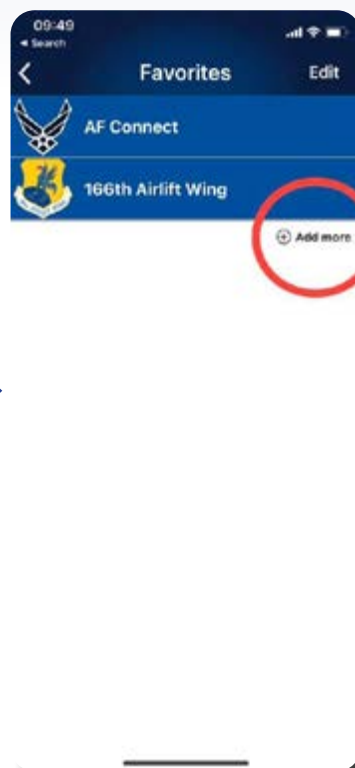 09:49
Search
Favorites
Edit
AF Connect
166th Airlift Wing
Add more